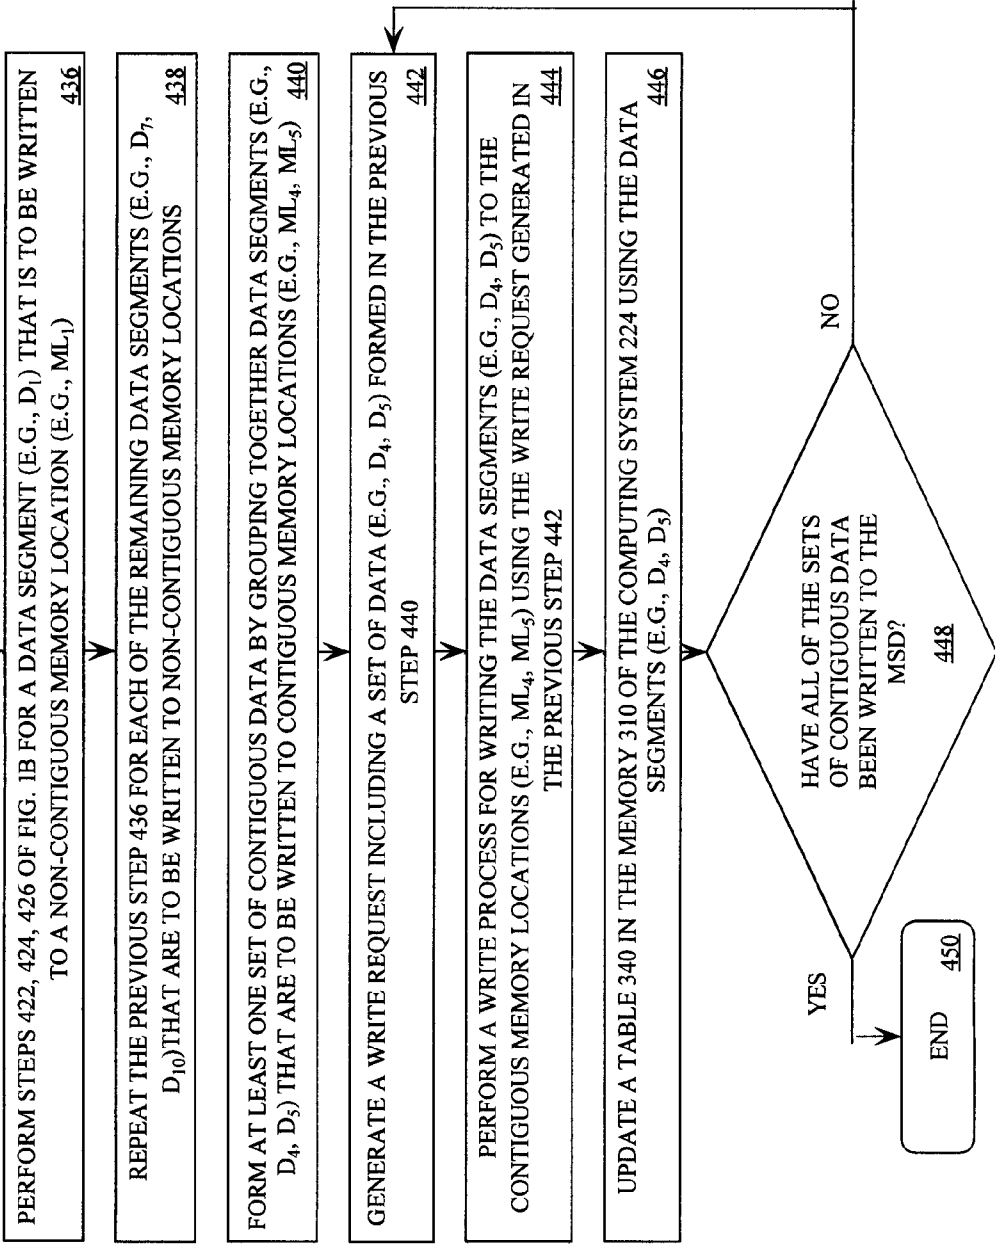 PERFORM STEPS 422, 424, 426 OF FIG. 1B FOR A DATA SEGMENT (E.G., D₁) THAT IS TO BE WRITTEN
TO A NON-CONTIGUOUS MEMORY LOCATION (E.G., ML₁)
436
REPEAT THE PREVIOUS STEP 436 FOR EACH OF THE REMAINING DATA SEGMENTS (E.G., D₇,
D₁₀)THAT ARE TO BE WRITTEN TO NON-CONTIGUOUS MEMORY LOCATIONS
438
FORM AT LEAST ONE SET OF CONTIGUOUS DATA BY GROUPING TOGETHER DATA SEGMENTS (E.G.,
D₄, D₅) THAT ARE TO BE WRITTEN TO CONTIGUOUS MEMORY LOCATIONS (E.G., ML₄, ML₅)
440
GENERATE A WRITE REQUEST INCLUDING A SET OF DATA (E.G., D₄, D₅) FORMED IN THE PREVIOUS
STEP 440
442
PERFORM A WRITE PROCESS FOR WRITING THE DATA SEGMENTS (E.G., D₄, D₅) TO THE
CONTIGUOUS MEMORY LOCATIONS (E.G., ML₄, ML₅) USING THE WRITE REQUEST GENERATED IN
THE PREVIOUS STEP 442
444
UPDATE A TABLE 340 IN THE MEMORY 310 OF THE COMPUTING SYSTEM 224 USING THE DATA
SEGMENTS (E.G., D₄, D₅)
446
HAVE ALL OF THE SETS
OF CONTIGUOUS DATA
BEEN WRITTEN TO THE
MSD?
448
NO
YES
END
450